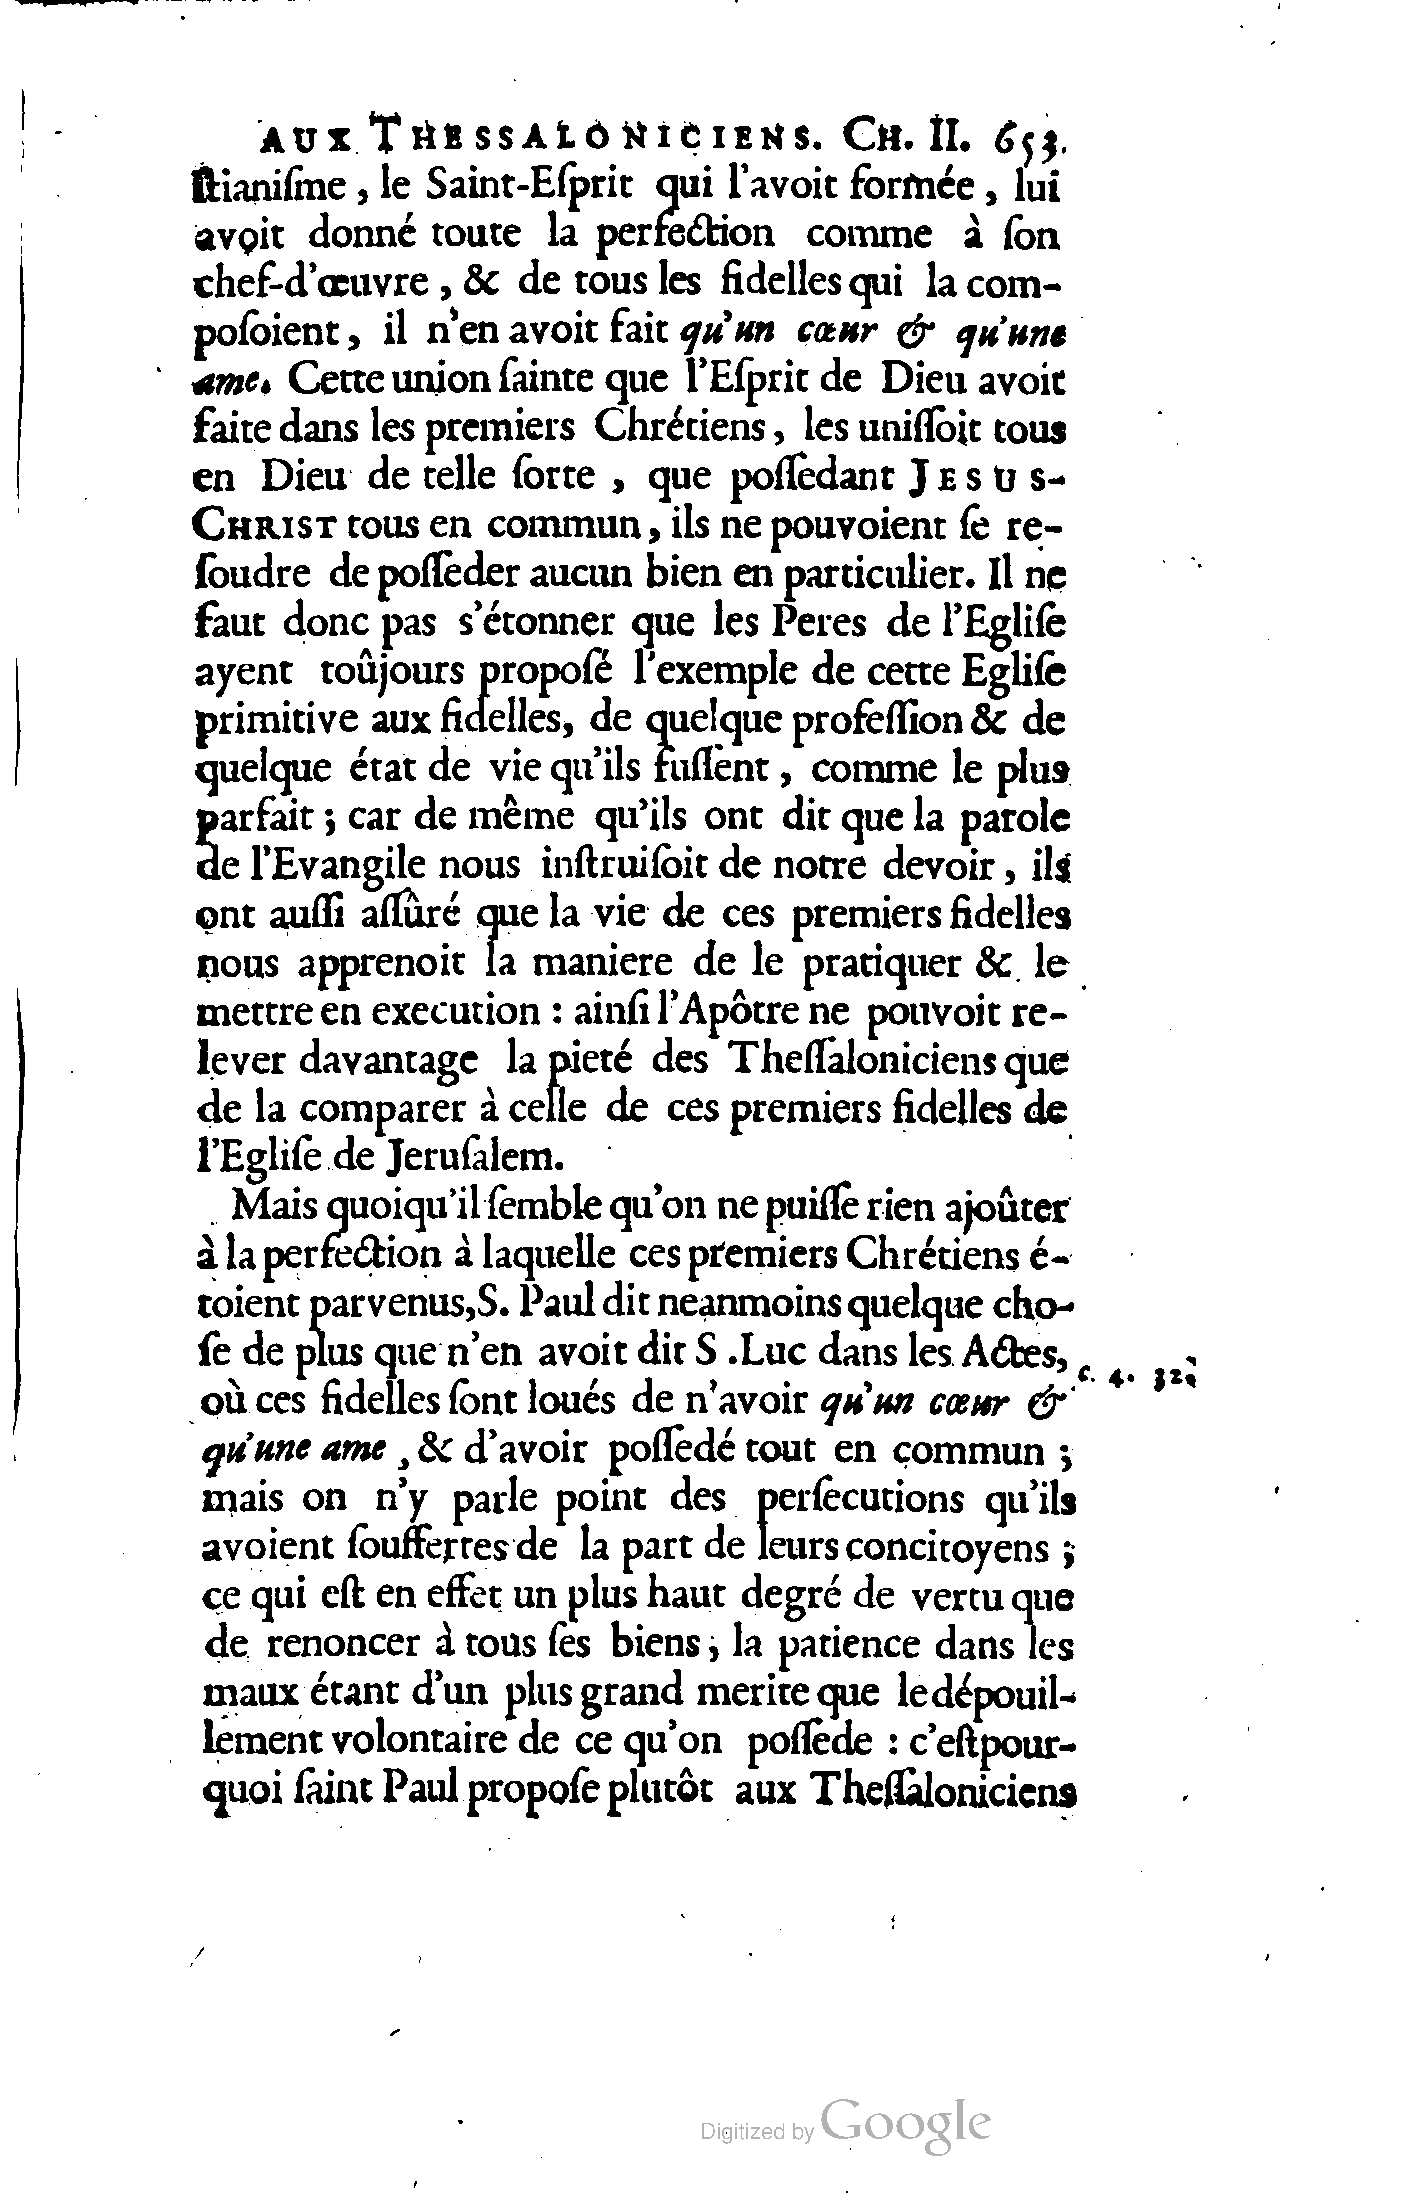 AUX THESSALONICIENS. CH. II. 653.
ſtianiſme, le Saint-Eſprit qui l'avoit formée, lui
avoit donné toute la perfection comme à ſon
chef-d'œuvre, & de tous les fidelles qui la com-
poſoient, il n'en avoit fait qu'un cœur & qu'une
ame. Cette union ſainte que l'Eſprit de Dieu avoit
faite dans les premiers Chrétiens, les uniſſoit tous
en Dieu de telle ſorte, que poſſedant JESUS-
CHRIST tous en commun, ils ne pouvoient ſe re-
ſoudre de poſſeder aucun bien en particulier. Il ne
faut donc pas s'étonner que les Peres de l'Egliſe
ayent toûjours propoſé l'exemple de cette Egliſe
primitive aux fidelles, de quelque profeſſion & de
quelque état de vie qu'ils fuſſent, comme le plus
parfait; car de même qu'ils ont dit que la parole
de l'Evangile nous inſtruiſoit de notre devoir, ils
ont auſſi aſſûré que la vie de ces premiers fidelles
nous apprenoit la maniere de le pratiquer & le
mettre en execution : ainſi l'Apôtre ne pouvoit re-
lever davantage la pieté des Theſſaloniciens que
de la comparer à celle de ces premiers fidelles de
l'Egliſe de Jeruſalem.
Mais quoiqu'il ſemble qu'on ne puiſſe rien ajoûter
à la perfection à laquelle ces premiers Chrétiens é-
toient parvenus, S. Paul dit neanmoins quelque cho-
ſe de plus que n'en avoit dit S .Luc dans les Actes,
c. 4. 32.
où ces fidelles ſont loués de n'avoir qu'un cœur &
qu'une ame, & d'avoir poſſedé tout en commun ;
mais on n'y parle point des perſecutions qu'ils
avoient ſouffertes de la part de leurs concitoyens ;
ce qui eſt en effet un plus haut degré de vertu que
de renoncer à tous ſes biens; la patience dans les
maux étant d'un plus grand merite que le dépouil-
lement volontaire de ce qu'on poſſede : c'eſt pour-
quoi ſaint Paul propoſe plutôt aux Theſſaloniciens
Digitized by Google